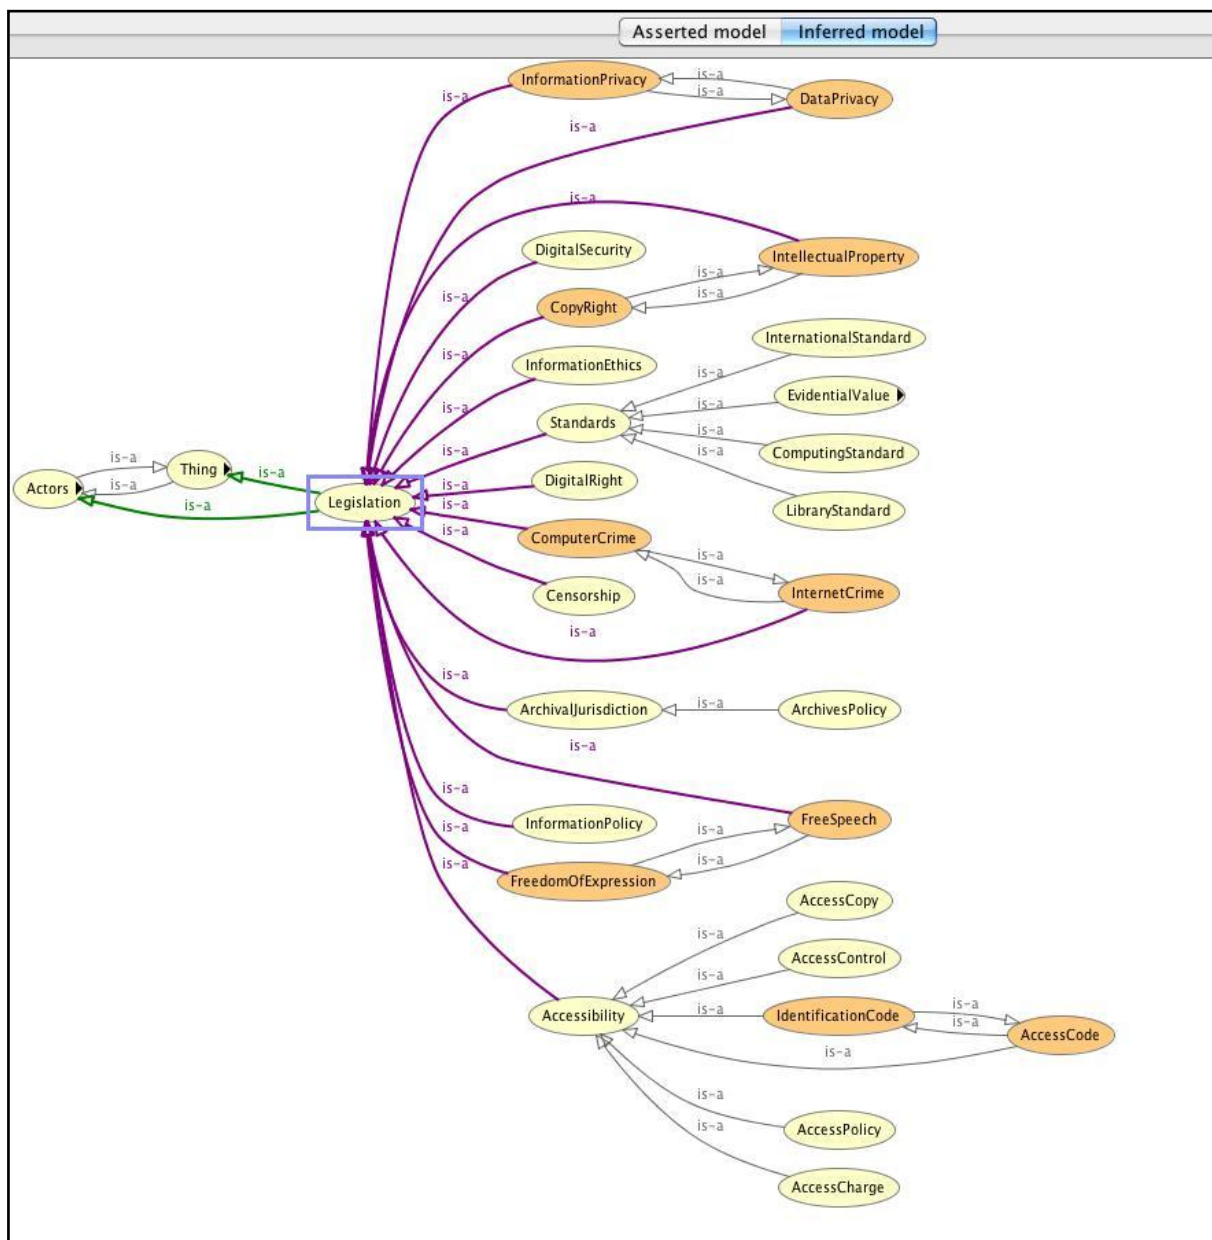 Asserted model Inferred model
InformationPrivacy
is-a
is-a
is-a
DataPrivacy
is-a
is-a
DigitalSecurity
IntellectualProperty
is-a
is-a
is-a
CopyRight
is-a
InternationalStandard
InformationEthics
is-a
EvidentialValue
is-a
is-a
Standards
is-a
is-a
ComputingStandard
is-a
Actors
is-a
is-a
Thing
is-a
is-a
Legislation
is-a
DigitalRight
is-a
LibraryStandard
is-a
ComputerCrime
is-a
is-a
InternetCrime
Censorship
is-a
is-a
ArchivalJurisdiction
is-a
ArchivesPolicy
is-a
is-a
InformationPolicy
FreeSpeech
is-a
is-a
is-a
is-a
FreedomOfExpression
AccessCopy
is-a
AccessControl
is-a
Accessibility
is-a
IdentificationCode
is-a
is-a
AccessCode
is-a
is-a
AccessPolicy
is-a
AccessCharge